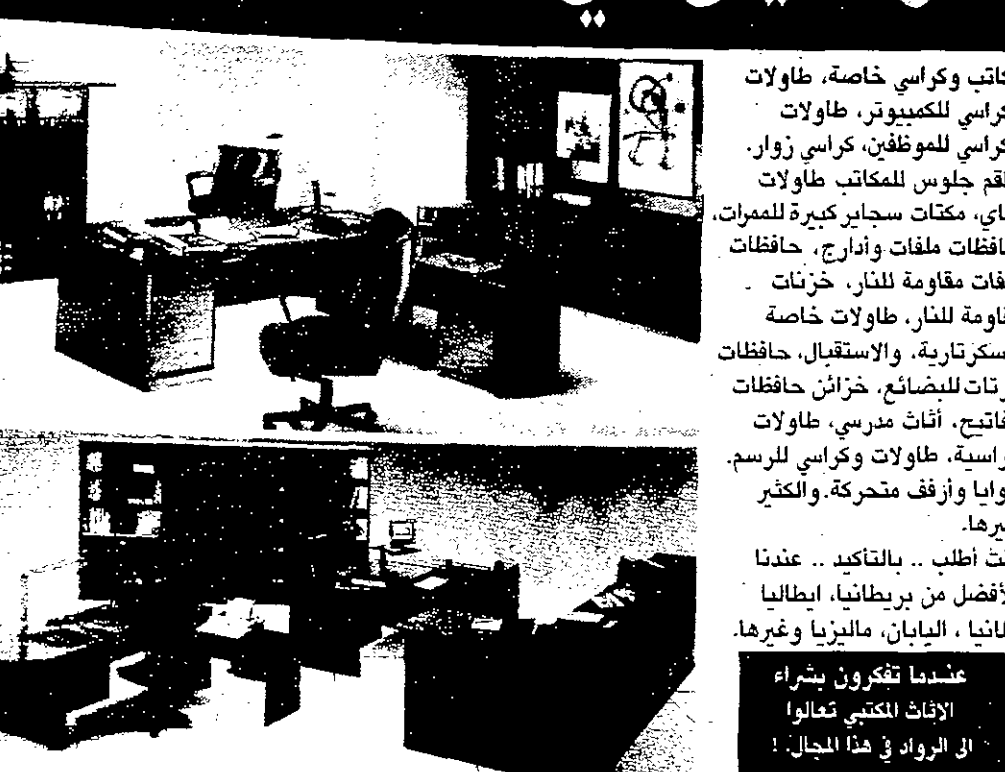 كاتب وكراسي خاصة، طاولات
كراسي للكمبيوتر، طاولات
كراسي للموظفين، كراسي زوار.
قم جلوس للمكاتب طاولات
اي، مكتات سجاير كبيرة للممرات،
افظات ملفات وأدارج، حافظات
فات مقاومة للنار، خزنات
اومة للنار، طاولات خاصة
سكرتارية، والاستقبال، حافظات
رتات للبضائع، خزائن حافظات
فاتيح، أثاث مدرسي، طاولات
راسية، طاولات وكراسي للرسم.
وايا وأرفف متحركة. والكثير
يرها.
ت أطلب .. بالتأكيد .. عندنا
لأفضل من بريطانيا، ايطاليا
انيا ، اليابان، ماليزيا وغيرها.
عندما تفكرون بشراء
الاثاث المكتبي تعالوا
الى الرواد في هذا المجال. !